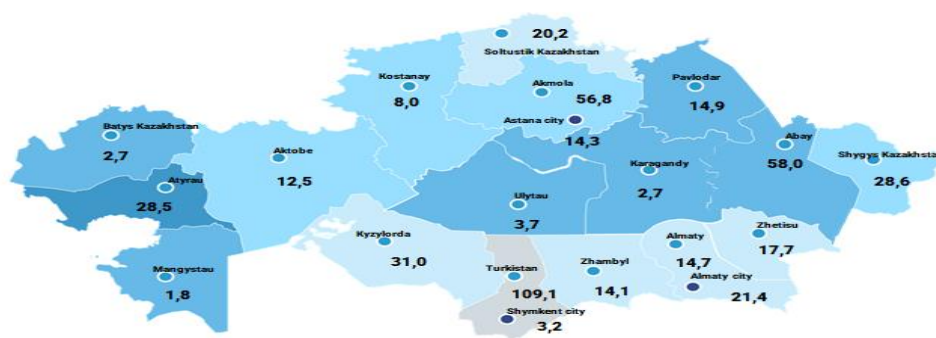 20,2
Soltustik Kazakhstan
Kostanay
8,0
Akmola
56,8
Astana city
14,3
Pavlodar
14,9
Batys Kazakhstan
2,7
Aktobe
12,5
Abay
58,0
Shygys Kazakhsta
28,6
Atyrau
28,5
Karagandy
2,7
Ulytau
3,7
Kyzylorda
31,0
Almaty
14,7
Zhetisu
17,7
Mangystau
1,8
Turkistan
109,1
Zhambyl
14,1
Almaty city
21,4
Shymkent city
3,2